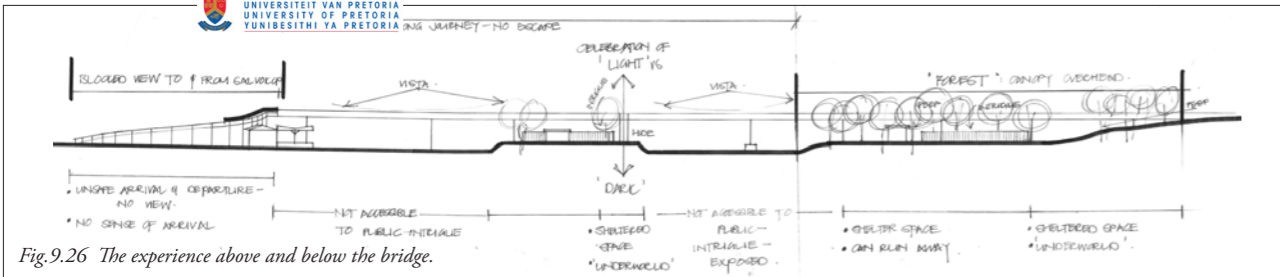 UNIVERSITEIT VAN PRETORIA
UNIVERSITY OF PRETORIA
YUNIBESITHI YA PRETORIA
JOURNEY - NO ESCAPE
CELEBRATION OF
'LIGHT' VS
BLOCKED VIEW TO & FROM SALVOKOP
VISTA
VISTA
"FOREST": CANOPY OVERHEAD.
HIDE
'DARK'
• UNSAFE ARRIVAL & DEPARTURE -
NO VIEW.
• NO SENSE OF ARRIVAL
NOT ACCESSIBLE
TO PUBLIC - INTRIGUE
• SHELTERED
SPACE
• 'UNDERWORLD'
NOT ACCESSIBLE TO
PUBLIC -
INTRIGUE -
EXPOSED.
• SHELTER SPACE
• CAN RUN AWAY
• SHELTERED SPACE
• 'UNDERWORLD'.
Fig.9.26 The experience above and below the bridge.